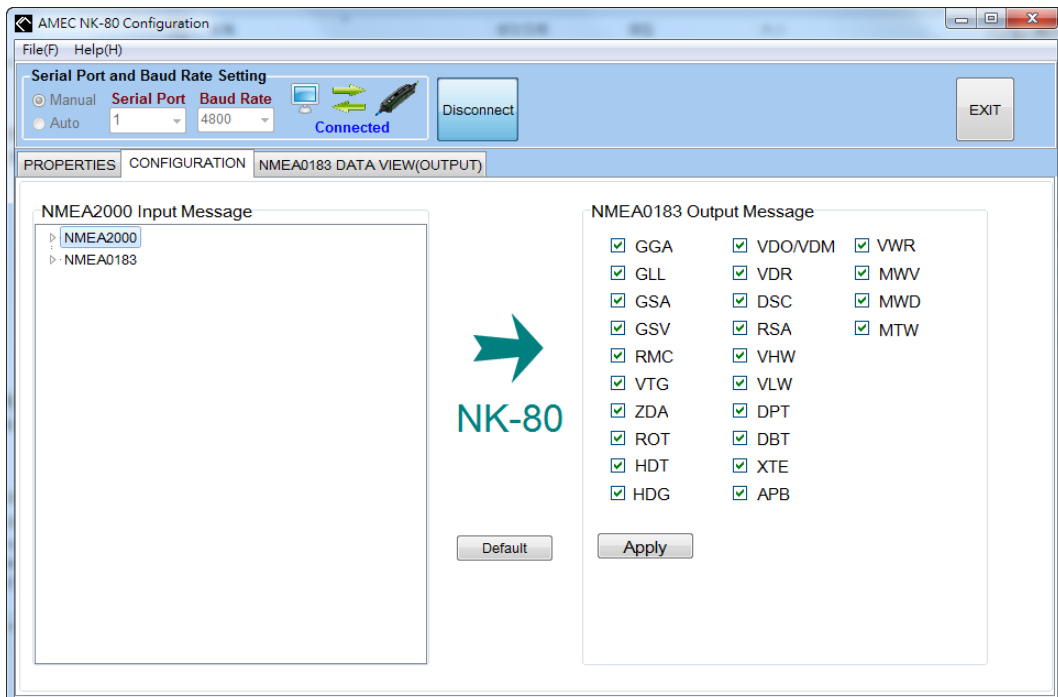 AMEC NK-80 Configuration
File(F) Help(H)
Serial Port and Baud Rate Setting
Manual Serial Port Baud Rate
Auto 1 4800
Connected
Disconnect
EXIT
PROPERTIES CONFIGURATION NMEA0183 DATA VIEW(OUTPUT)
NMEA2000 Input Message
NMEA2000
NMEA0183
NK-80
Default
NMEA0183 Output Message
GGA VDO/VDM VWR
GLL VDR MWV
GSA DSC MWD
GSV RSA MTW
RMC VHW
VTG VLW
ZDA DPT
ROT DBT
HDT XTE
HDG APB
Apply